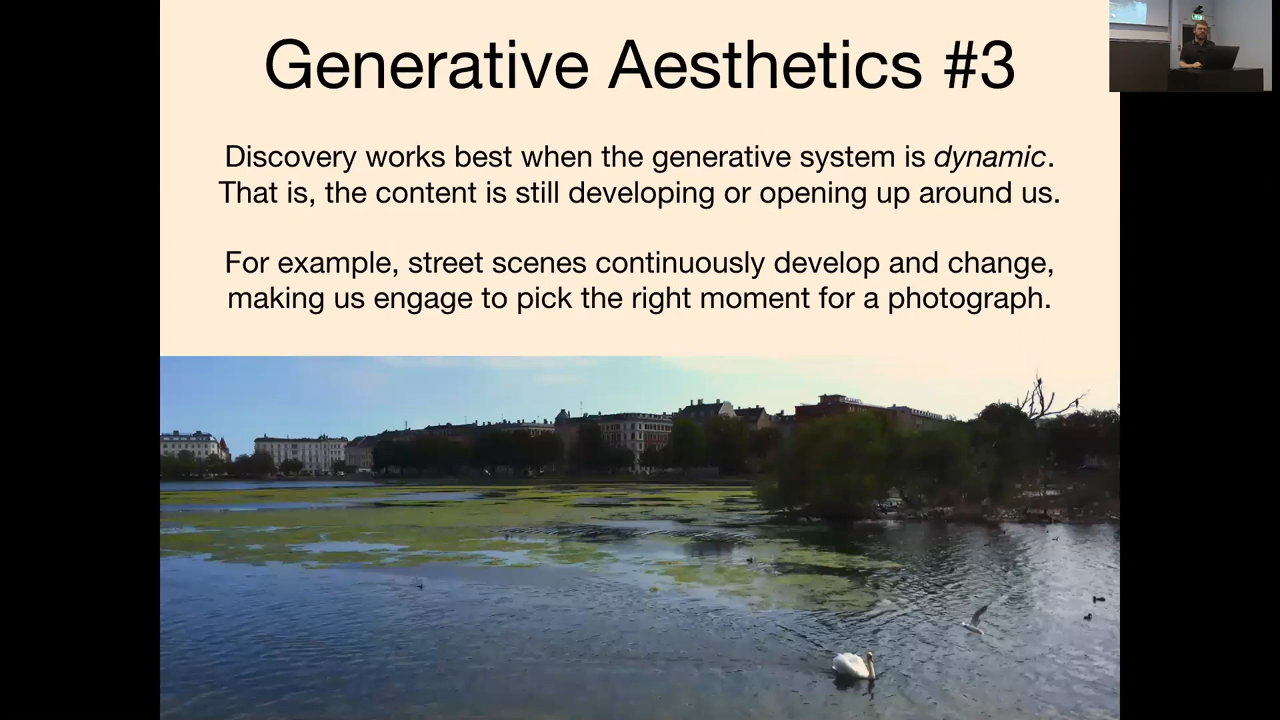 Generative Aesthetics #3
Discovery works best when the generative system is dynamic.
That is, the content is still developing or opening up around us.
For example, street scenes continuously develop and change,
making us engage to pick the right moment for a photograph.